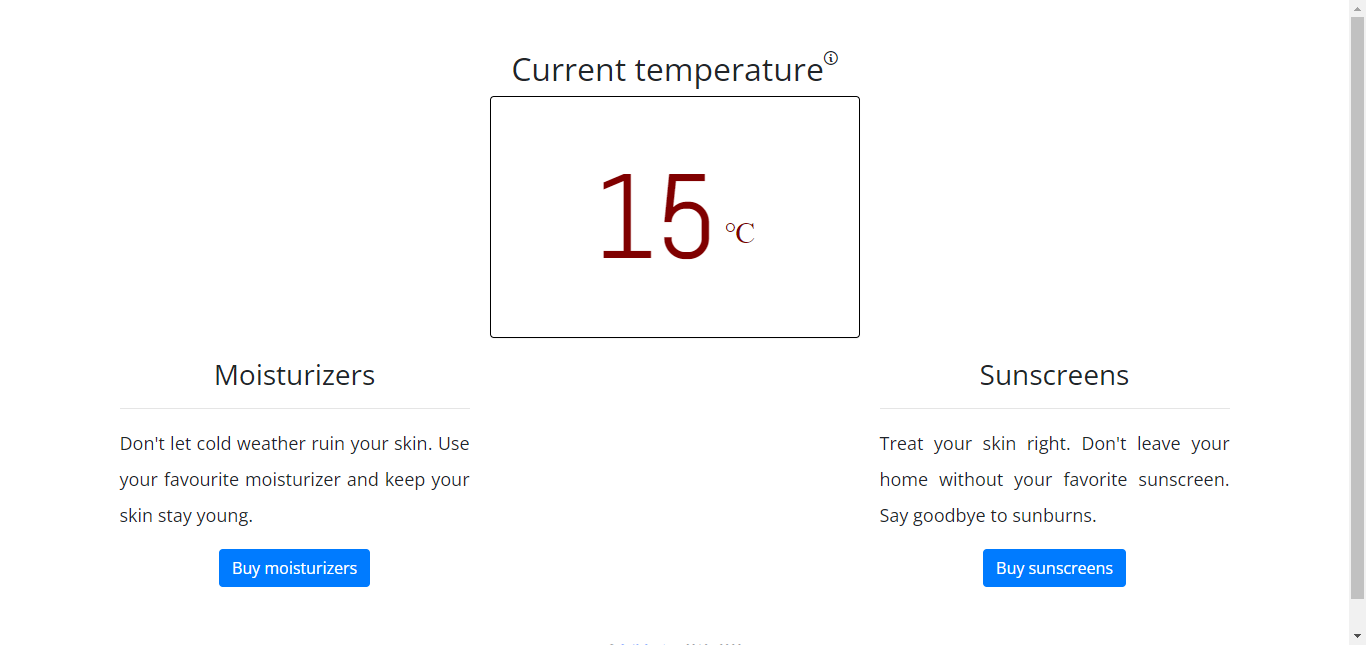 Current temperature
15 °C
Moisturizers
Don't let cold weather ruin your skin. Use
your favourite moisturizer and keep your
skin stay young.
Buy moisturizers
Sunscreens
Treat your skin right. Don't leave your
home without your favorite sunscreen.
Say goodbye to sunburns.
Buy sunscreens